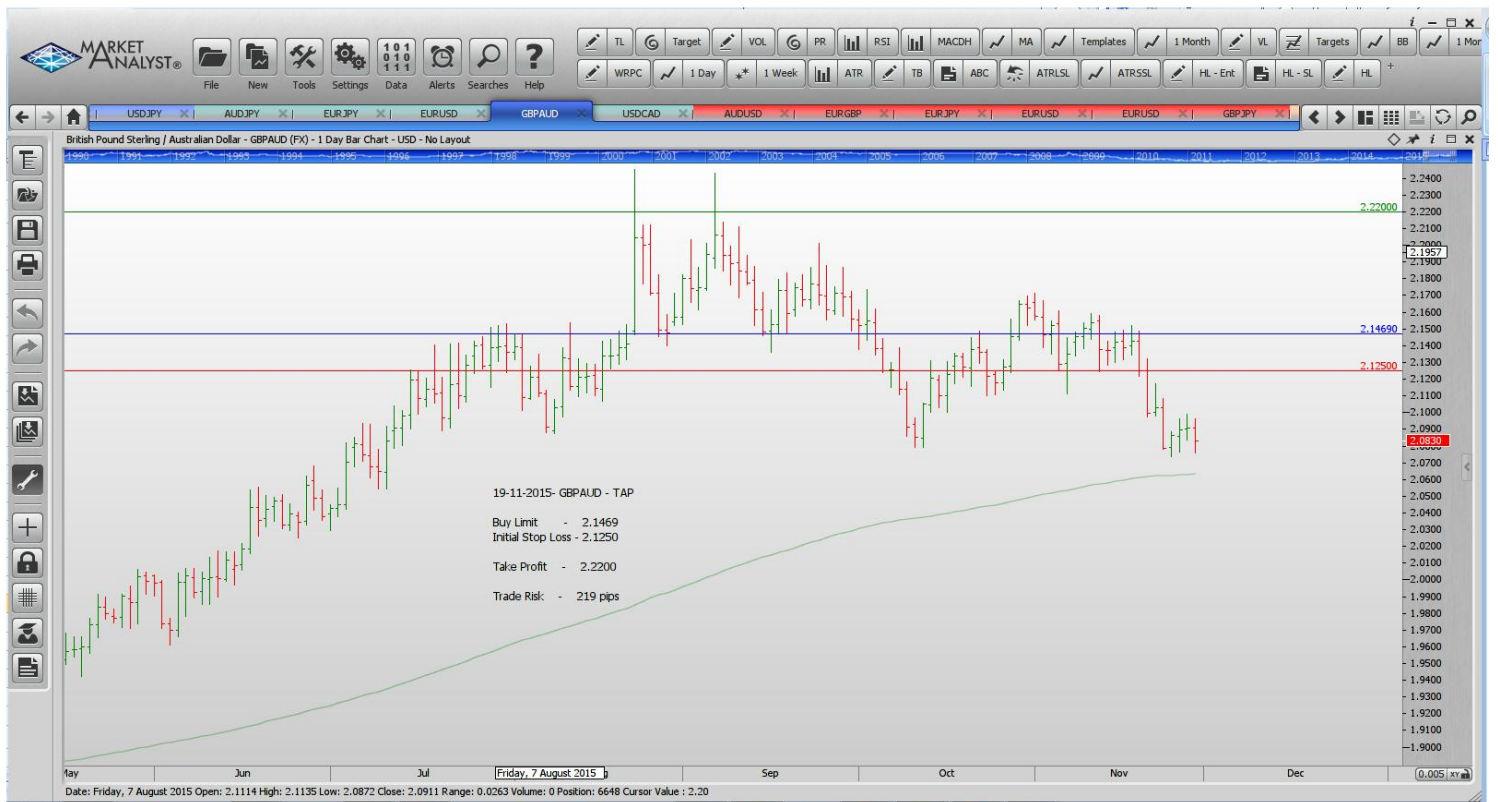 i
MARKET ANALYST®
File New Tools Settings Data Alerts Searches Help
TL Target VOL PR RSI MACDH MA Templates 1 Month VL Targets BB 1 Mor
WRPC 1 Day 1 Week ATR TB ABC ATRLSL ATRSSL HL - Ent HL - SL HL +
USDJPY AUDJPY EURJPY EURUSD GBPAUD USDCAD AUDUSD EURGBP EURJPY EURUSD EURUSD GBPJPY
British Pound Sterling / Australian Dollar - GBPAUD (FX) - 1 Day Bar Chart - USD - No Layout
1990 1991 1992 1993 1994 1995 1996 1997 1998 1999 2000 2001 2002 2003 2004 2005 2006 2007 2008 2009 2010 2011 2012 2013 2014 2015
2.2400
2.2300
2.22000 2.2200
2.2100
2.2000
2.1957
2.1900
2.1800
2.1700
2.1600
2.14690 2.1500
2.1400
2.12500 2.1300
2.1200
2.1100
2.1000
2.0900
2.0830
2.0700
2.0600
2.0500
2.0400
2.0300
2.0200
2.0100
2.0000
1.9900
1.9800
1.9700
1.9600
1.9500
1.9400
1.9300
1.9200
1.9100
1.9000
19-11-2015- GBPAUD - TAP
Buy Limit - 2.1469
Initial Stop Loss - 2.1250
Take Profit - 2.2200
Trade Risk - 219 pips
May Jun Jul Friday, 7 August 2015 Sep Oct Nov Dec 0.005 XY
Date: Friday, 7 August 2015 Open: 2.1114 High: 2.1135 Low: 2.0872 Close: 2.0911 Range: 0.0263 Volume: 0 Position: 6648 Cursor Value : 2.20